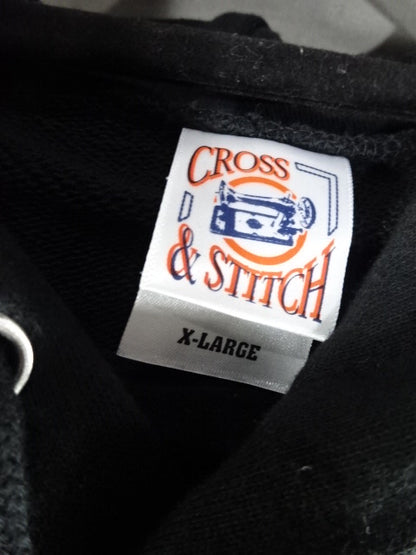 CROSS
& STITCH
X-LARGE